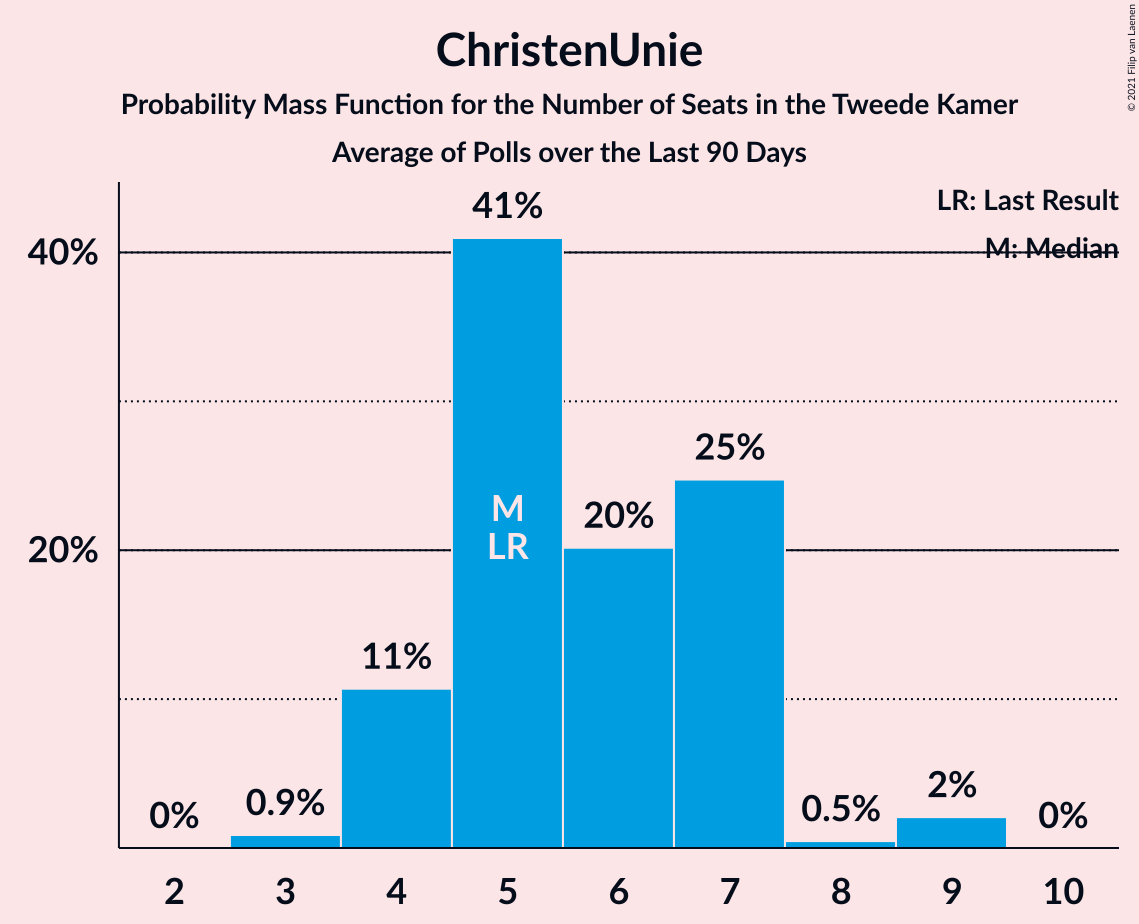 ChristenUnie
Probability Mass Function for the Number of Seats in the Tweede Kamer
Average of Polls over the Last 90 Days
© 2021 Filip van Laenen
LR: Last Result
M: Median
40%
20%
0%
0.9%
11%
41%
M
LR
20%
25%
0.5%
2%
0%
2 3 4 5 6 7 8 9 10